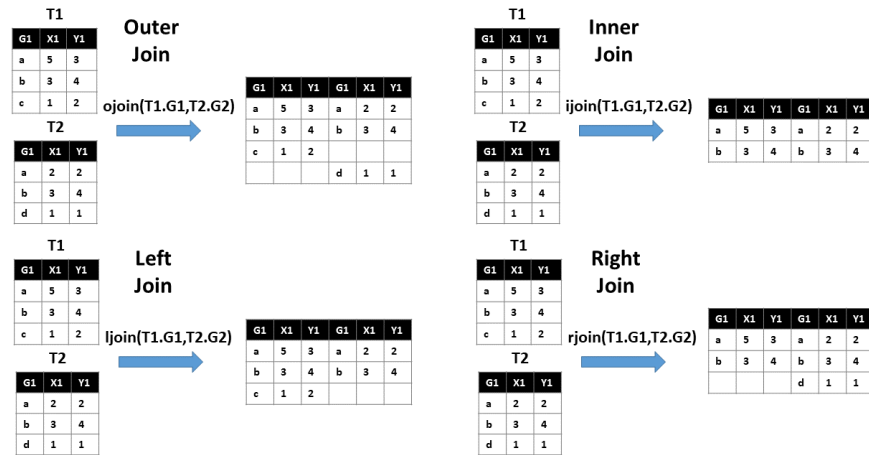 T1
Outer
Join
G1 X1 Y1
a 5 3
b 3 4
c 1 2
ojoin(T1.G1,T2.G2)
T2
G1 X1 Y1
a 2 2
b 3 4
d 1 1
G1 X1 Y1 G1 X1 Y1
a 5 3 a 2 2
b 3 4 b 3 4
c 1 2
d 1 1
T1
Inner
Join
G1 X1 Y1
a 5 3
b 3 4
c 1 2
ijoin(T1.G1,T2.G2)
T2
G1 X1 Y1
a 2 2
b 3 4
d 1 1
G1 X1 Y1 G1 X1 Y1
a 5 3 a 2 2
b 3 4 b 3 4
T1
Left
Join
G1 X1 Y1
a 5 3
b 3 4
c 1 2
ljoin(T1.G1,T2.G2)
T2
G1 X1 Y1
a 2 2
b 3 4
d 1 1
G1 X1 Y1 G1 X1 Y1
a 5 3 a 2 2
b 3 4 b 3 4
c 1 2
T1
Right
Join
G1 X1 Y1
a 5 3
b 3 4
c 1 2
rjoin(T1.G1,T2.G2)
T2
G1 X1 Y1
a 2 2
b 3 4
d 1 1
G1 X1 Y1 G1 X1 Y1
a 5 3 a 2 2
b 3 4 b 3 4
d 1 1